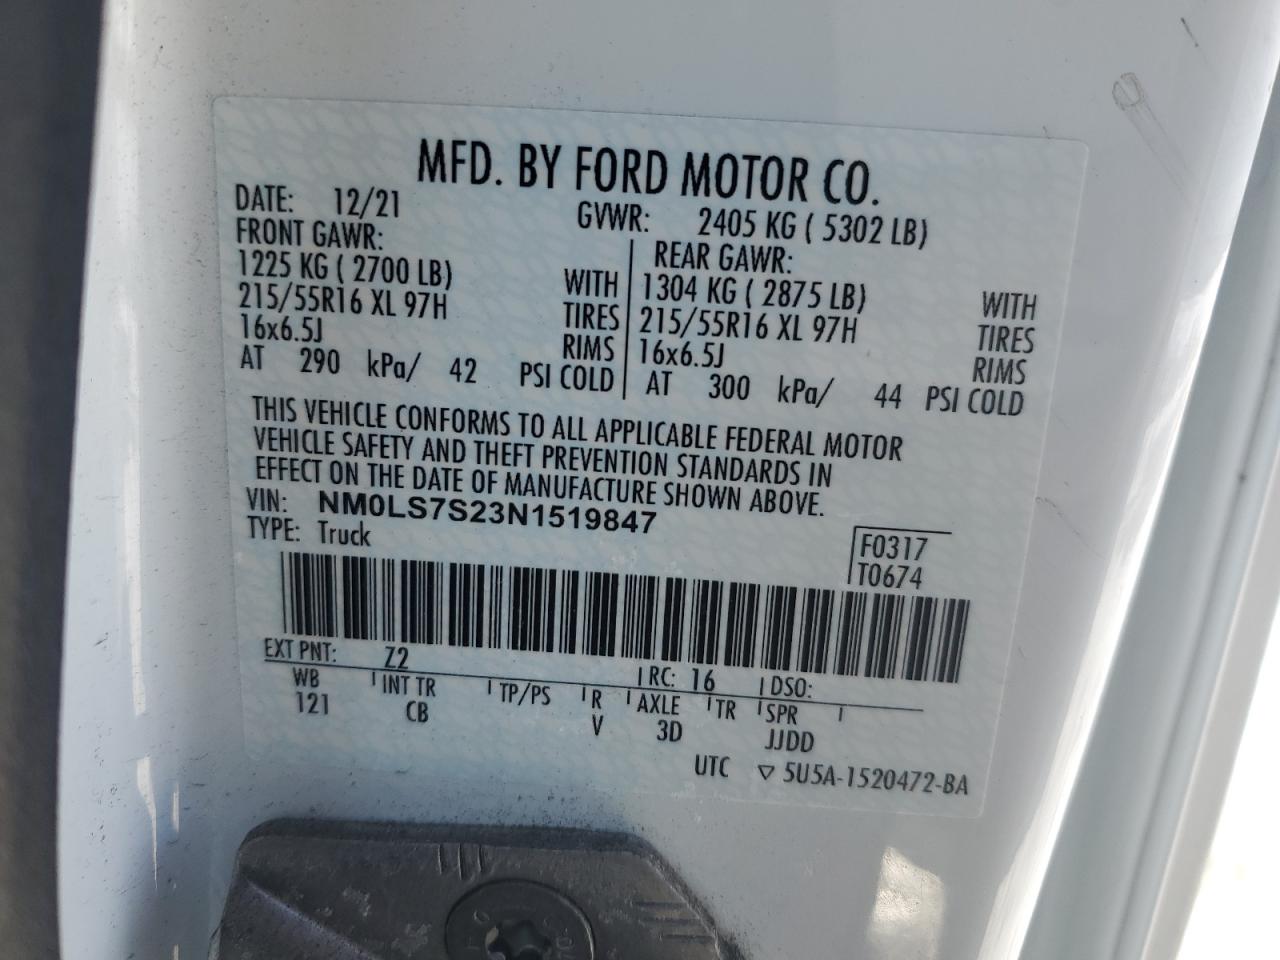 MFD. BY FORD MOTOR CO.
DATE: 12/21 GVWR: 2405 KG ( 5302 LB)
FRONT GAWR: REAR GAWR:
1225 KG ( 2700 LB) WITH 1304 KG ( 2875 LB) WITH
215/55R16 XL 97H TIRES 215/55R16 XL 97H TIRES
16x6.5J RIMS 16x6.5J RIMS
AT 290 kPa/ 42 PSI COLD AT 300 kPa/ 44 PSI COLD
THIS VEHICLE CONFORMS TO ALL APPLICABLE FEDERAL MOTOR
VEHICLE SAFETY AND THEFT PREVENTION STANDARDS IN
EFFECT ON THE DATE OF MANUFACTURE SHOWN ABOVE.
VIN: NM0LS7S23N1519847
TYPE: Truck
F0317
T0674
EXT PNT: Z2 RC: 16 DSO:
WB INT TR TP/PS R AXLE TR SPR
121 CB V 3D JJDD
UTC ▽ 5U5A-1520472-BA